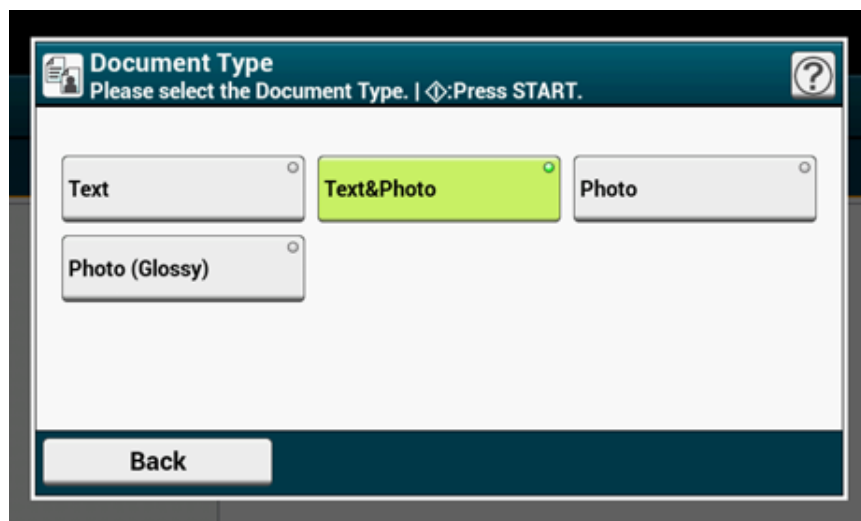 Document Type
Please select the Document Type. | :Press START.
?
Text
Text&Photo
Photo
Photo (Glossy)
Back